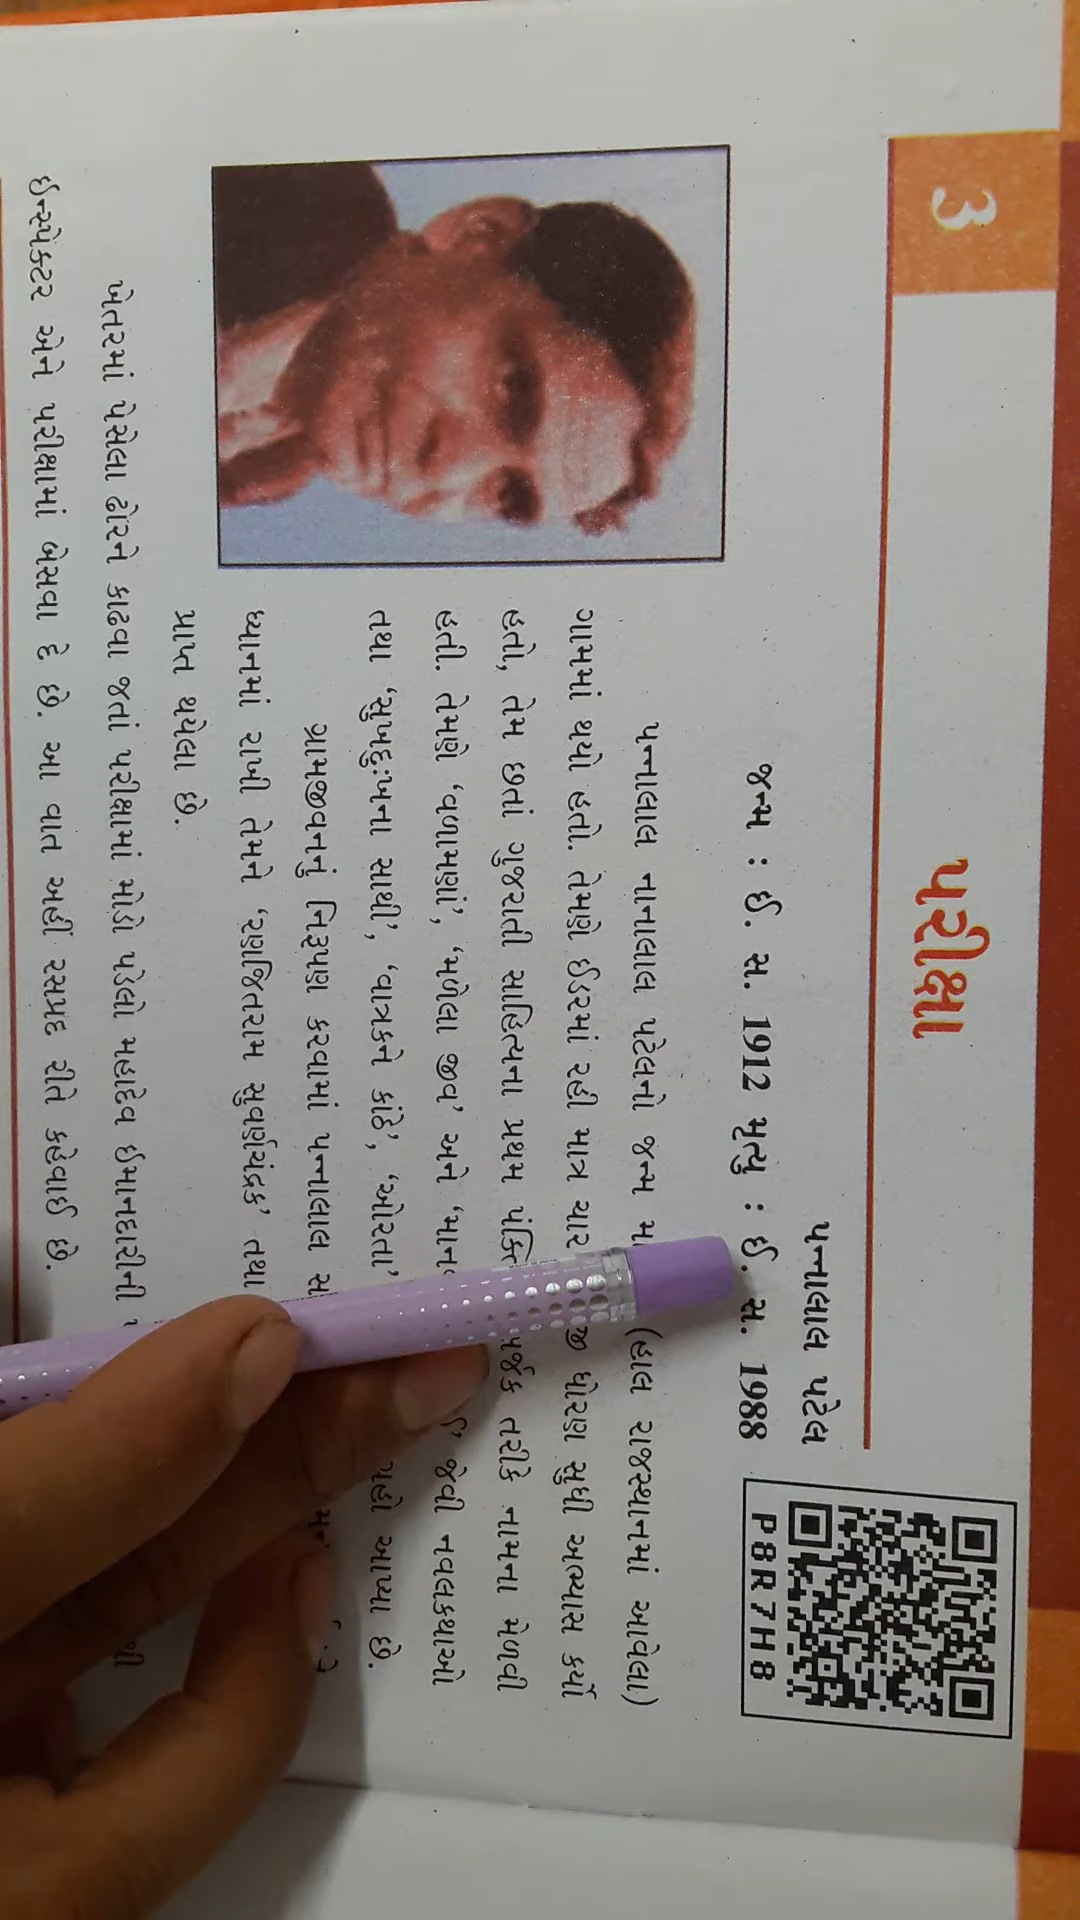 3
પરીક્ષા
પન્નાલાલ પટેલ
જન્મ : ઈ. સ. 1912 મૃત્યુ : ઈ. સ. 1988
P8R7H8
પન્નાલાલ નાનાલાલ પટેલનો જન્મ (હાલ રાજસ્થાનમાં આવેલા)
ગામમાં થયો હતો. તેમણે ઈડરમાં રહી માત્ર ચાર ધોરણ સુધી અભ્યાસ કર્યો
હતો, તેમ છતાં ગુજરાતી સાહિત્યના પ્રથમ તરીકે નામના મેળવી
હતી. તેમણે ‘વળામણાં’, ‘મળેલા જીવ’ અને જેવી નવલકથાઓ
તથા ‘સુખદુઃખના સાથી’, ‘વાત્રકને કાંઠે’, ‘ઓરતા’ આપ્યા છે.
ગ્રામજીવનનું નિરૂપણ કરવામાં પન્નાલાલ
ધ્યાનમાં રાખી તેમને ‘રણજિતરામ સુવર્ણચંદ્રક’ તથા
પ્રાપ્ત થયેલા છે.
ખેતરમાં પેસેલા ઢોરને કાઢવા જતાં પરીક્ષામાં મોડો પડેલો મહાદેવ ઈમાનદારીની
ઇન્સ્પેક્ટર એને પરીક્ષામાં બેસવા દે છે. આ વાત અહીં રસપ્રદ રીતે કહેવાઈ છે.